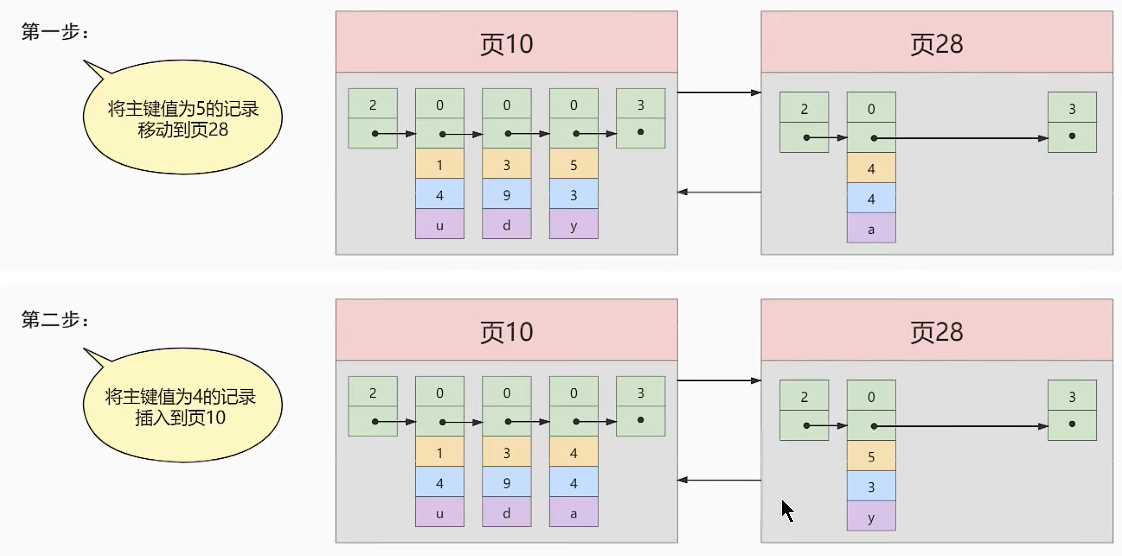 第一步：
将主键值为5的记录
移动到页28
页10
2 0 0 0 3
1 3 5
4 9 3
u d y
页28
2 0 3
4
4
a
第二步：
将主键值为4的记录
插入到页10
页10
2 0 0 0 3
1 3 4
4 9 4
u d a
页28
2 0 3
5
3
y